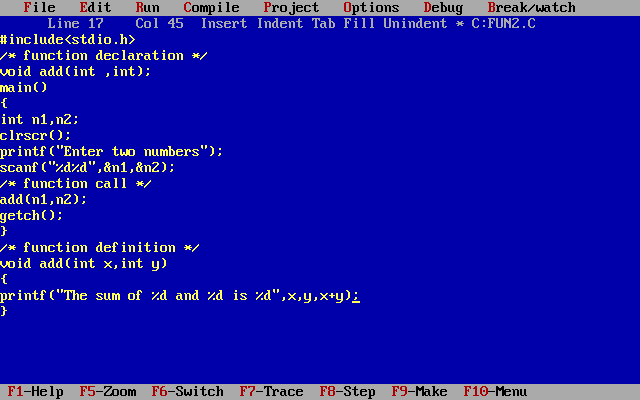 File Edit Run Compile Project Options Debug Break/watch
Line 17 Col 45 Insert Indent Tab Fill Unindent * C:FUN2.C
#include<stdio.h>
/* function declaration */
void add(int ,int);
main()
{
int n1,n2;
clrscr();
printf("Enter two numbers");
scanf("%d%d",&n1,&n2);
/* function call */
add(n1,n2);
getch();
}
/* function definition */
void add(int x,int y)
{
printf("The sum of %d and %d is %d",x,y,x+y);
}
F1-Help F5-Zoom F6-Switch F7-Trace F8-Step F9-Make F10-Menu